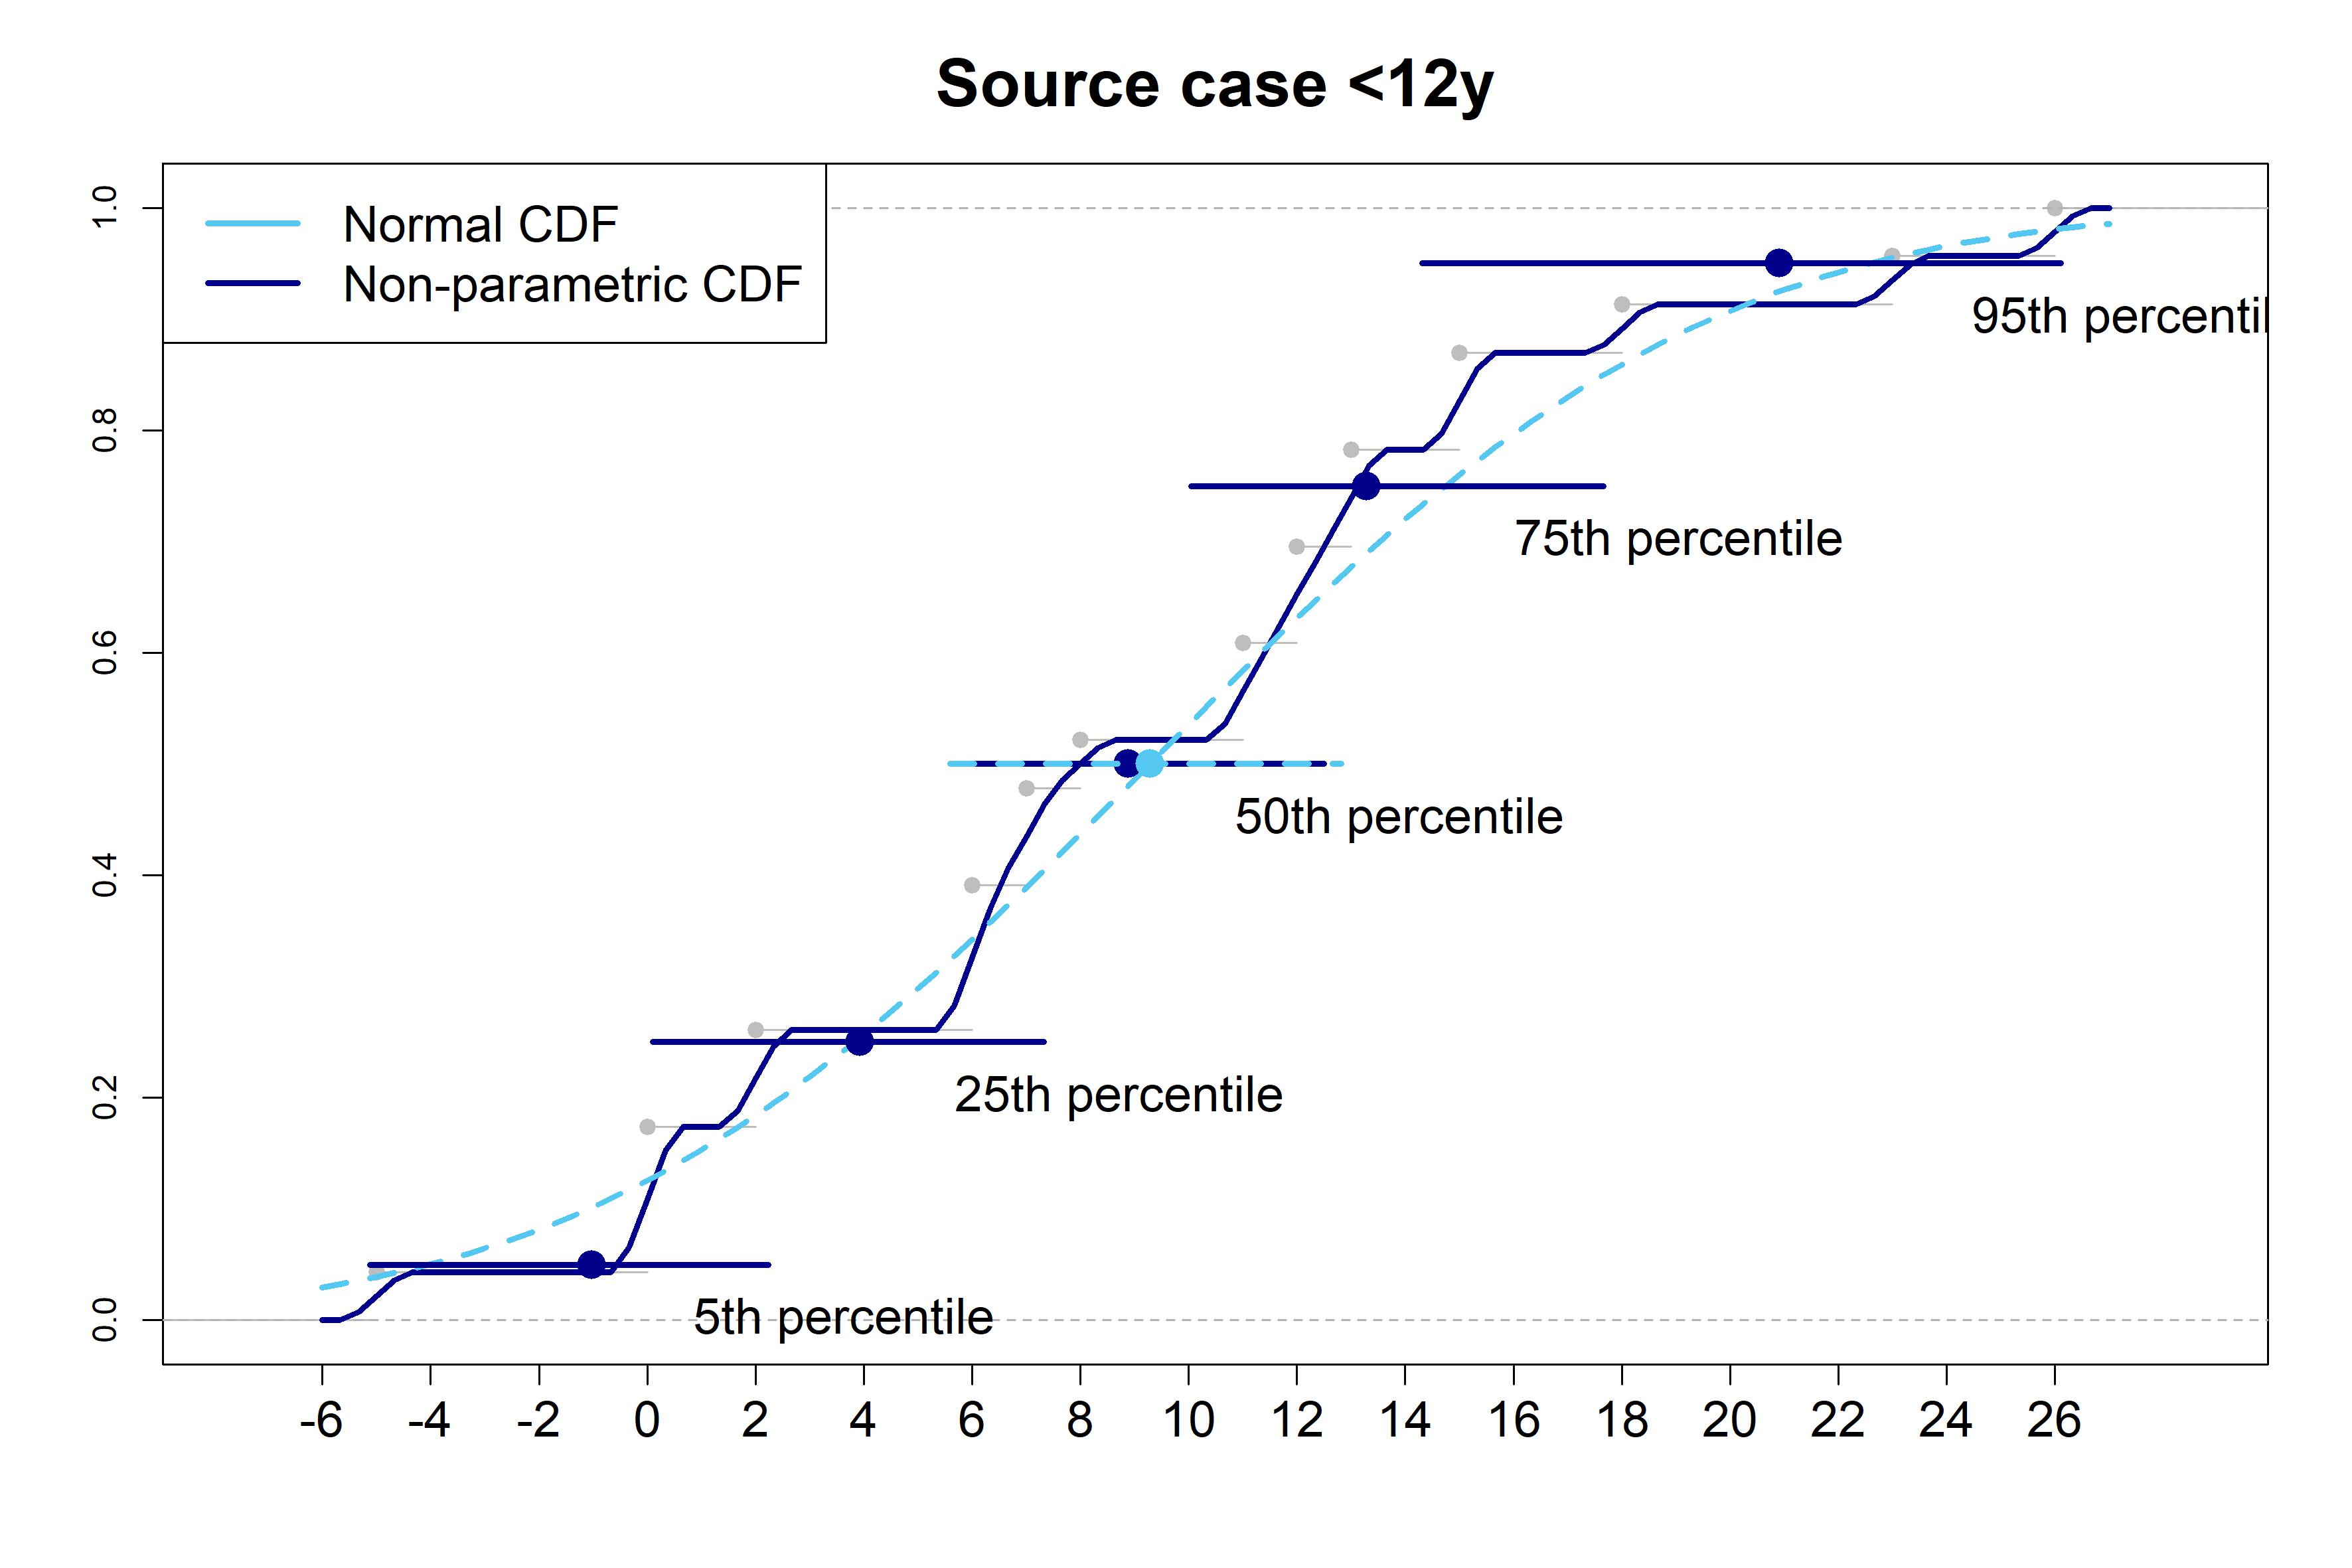 Source case <12y
Normal CDF
Non-parametric CDF
1.0
0.8
0.6
0.4
0.2
0.0
95th percentil
75th percentile
50th percentile
25th percentile
5th percentile
-6 -4 -2 0 2 4 6 8 10 12 14 16 18 20 22 24 26